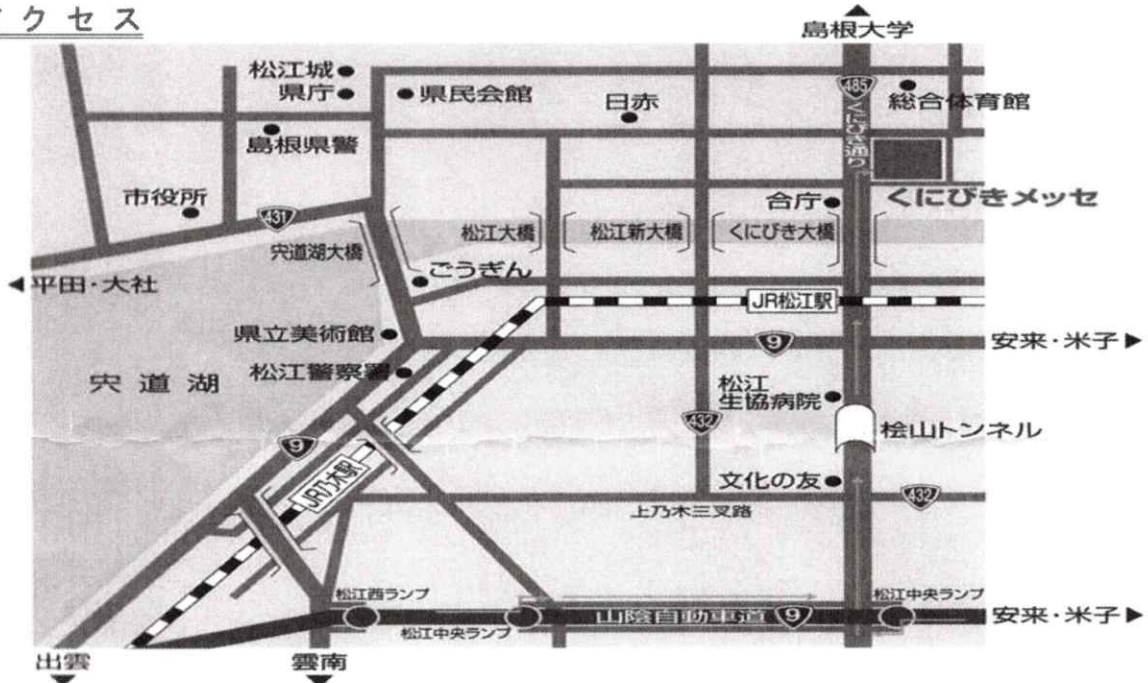 アクセス
島根大学
松江城
県庁
県民会館
日赤
485
総合体育館
くにびき通り
島根県警
市役所
合庁
くにびきメッセ
431
宍道湖大橋
松江大橋
松江新大橋
くにびき大橋
平田・大社
ごうぎん
JR松江駅
県立美術館
9
安来・米子
宍道湖
松江警察署
松江
生協病院
432
桧山トンネル
9
JR乃木駅
文化の友
432
上乃木三叉路
松江西ランプ
松江中央ランプ
山陰自動車道
9
松江中央ランプ
安来・米子
出雲
雲南